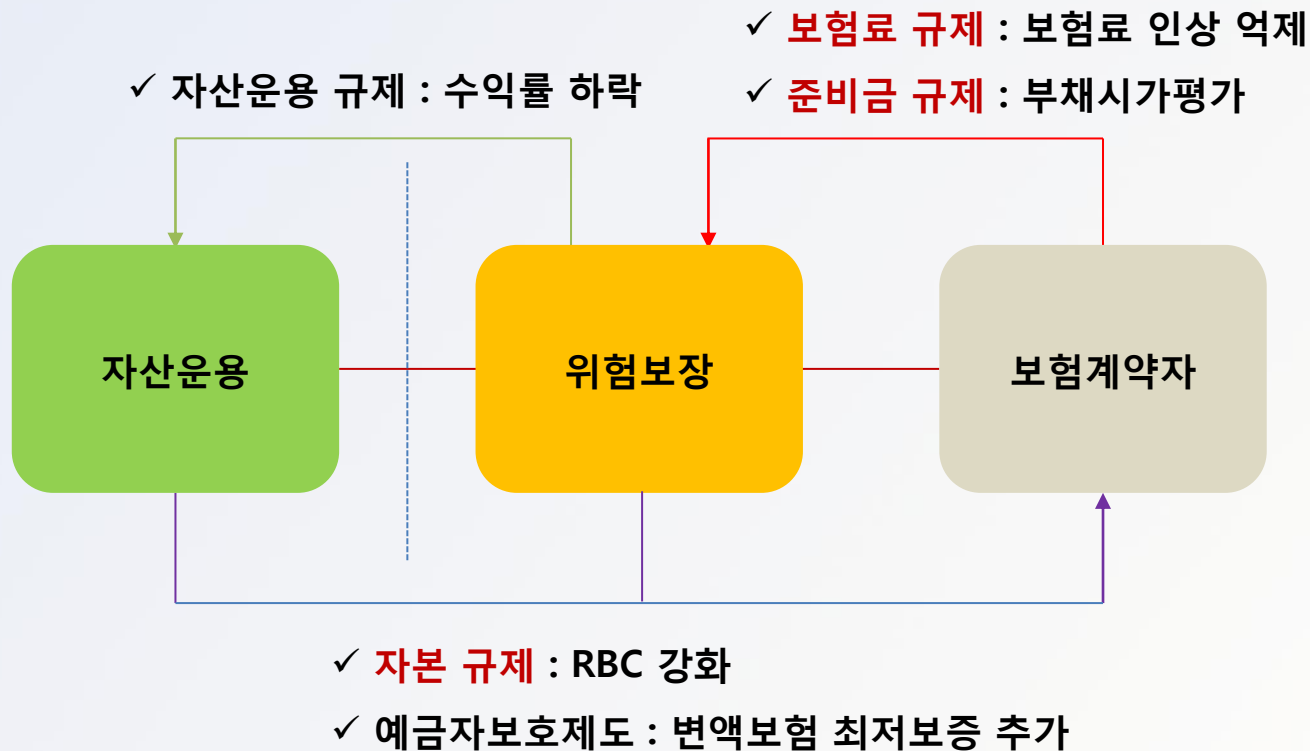 ✓ 보험료 규제 : 보험료 인상 억제
✓ 자산운용 규제 : 수익률 하락
✓ 준비금 규제 : 부채시가평가
자산운용
위험보장
보험계약자
✓ 자본 규제 : RBC 강화
✓ 예금자보호제도 : 변액보험 최저보증 추가